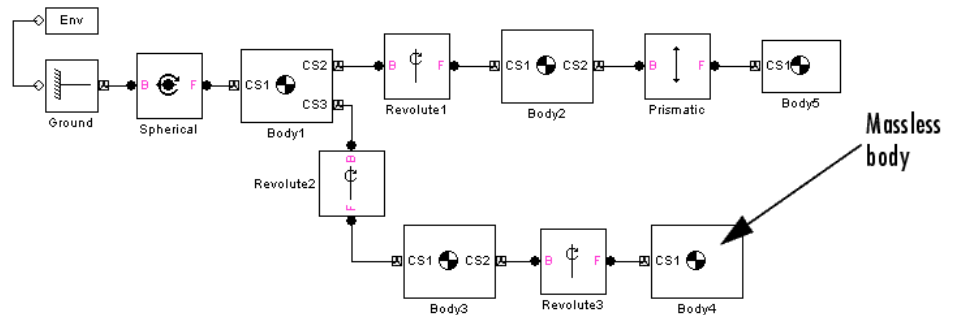 Env
CS2 B F CS1 CS2 B F CS1
B F CS1
CS3
Ground Spherical Body1 Revolute1 Body2 Prismatic Body5
Massless
body
B
Revolute2
F
CS1 CS2 B F CS1
Body3 Revolute3 Body4